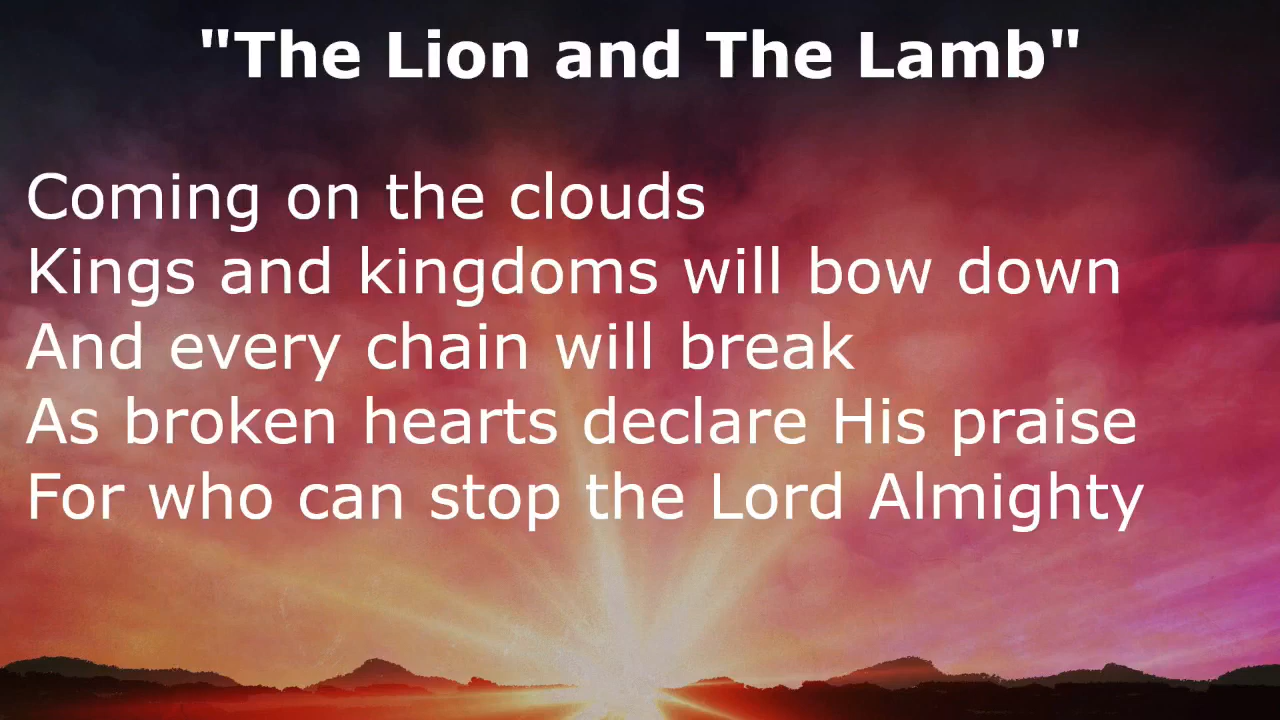 "The Lion and The Lamb"
Coming on the clouds
Kings and kingdoms will bow down
And every chain will break
As broken hearts declare His praise
For who can stop the Lord Almighty